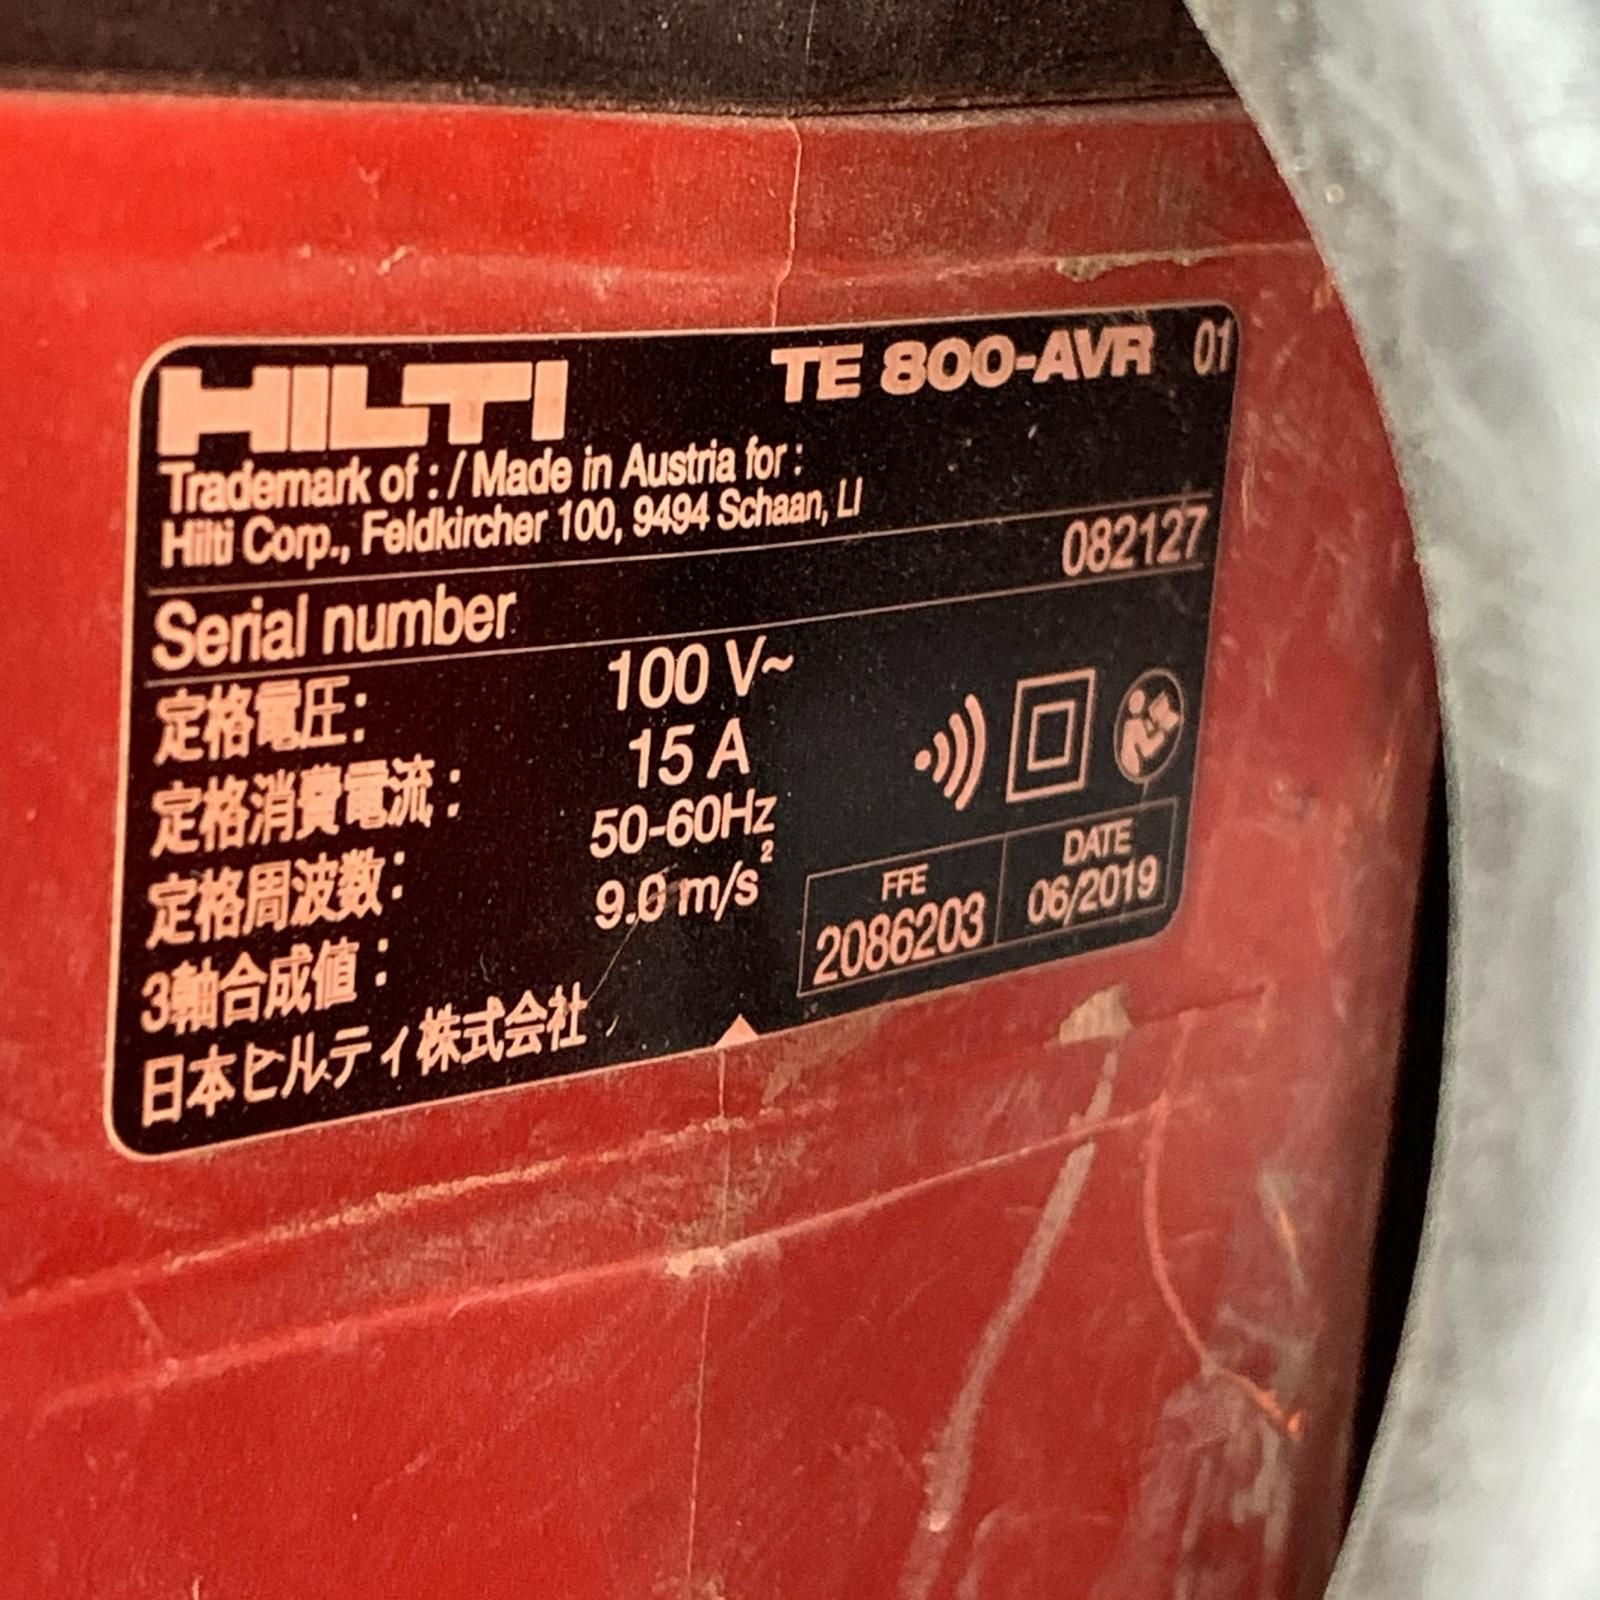 HILTI TE 800-AVR 01
Trademark of : / Made in Austria for :
Hilti Corp., Feldkircher 100, 9494 Schaan, LI
Serial number 082127
定格電圧: 100 V~
定格消費電流: 15 A
定格周波数: 50-60Hz
3軸合成値: 9.0 m/s²
日本ヒルティ株式会社
FFE DATE
2086203 06/2019